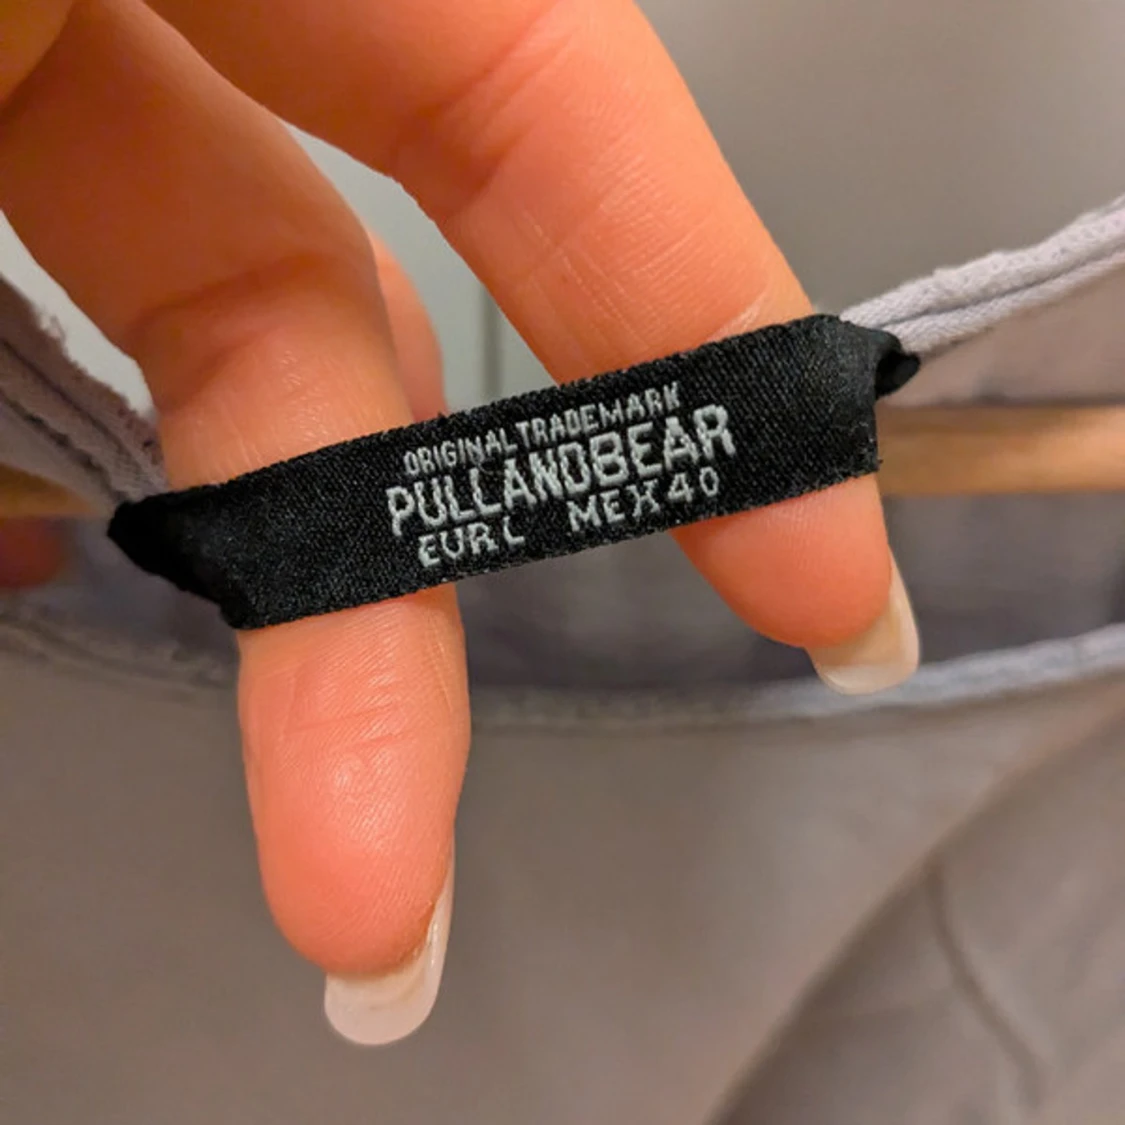 ORIGINAL TRADEMARK
PULLANDBEAR
EUR L MEX 40